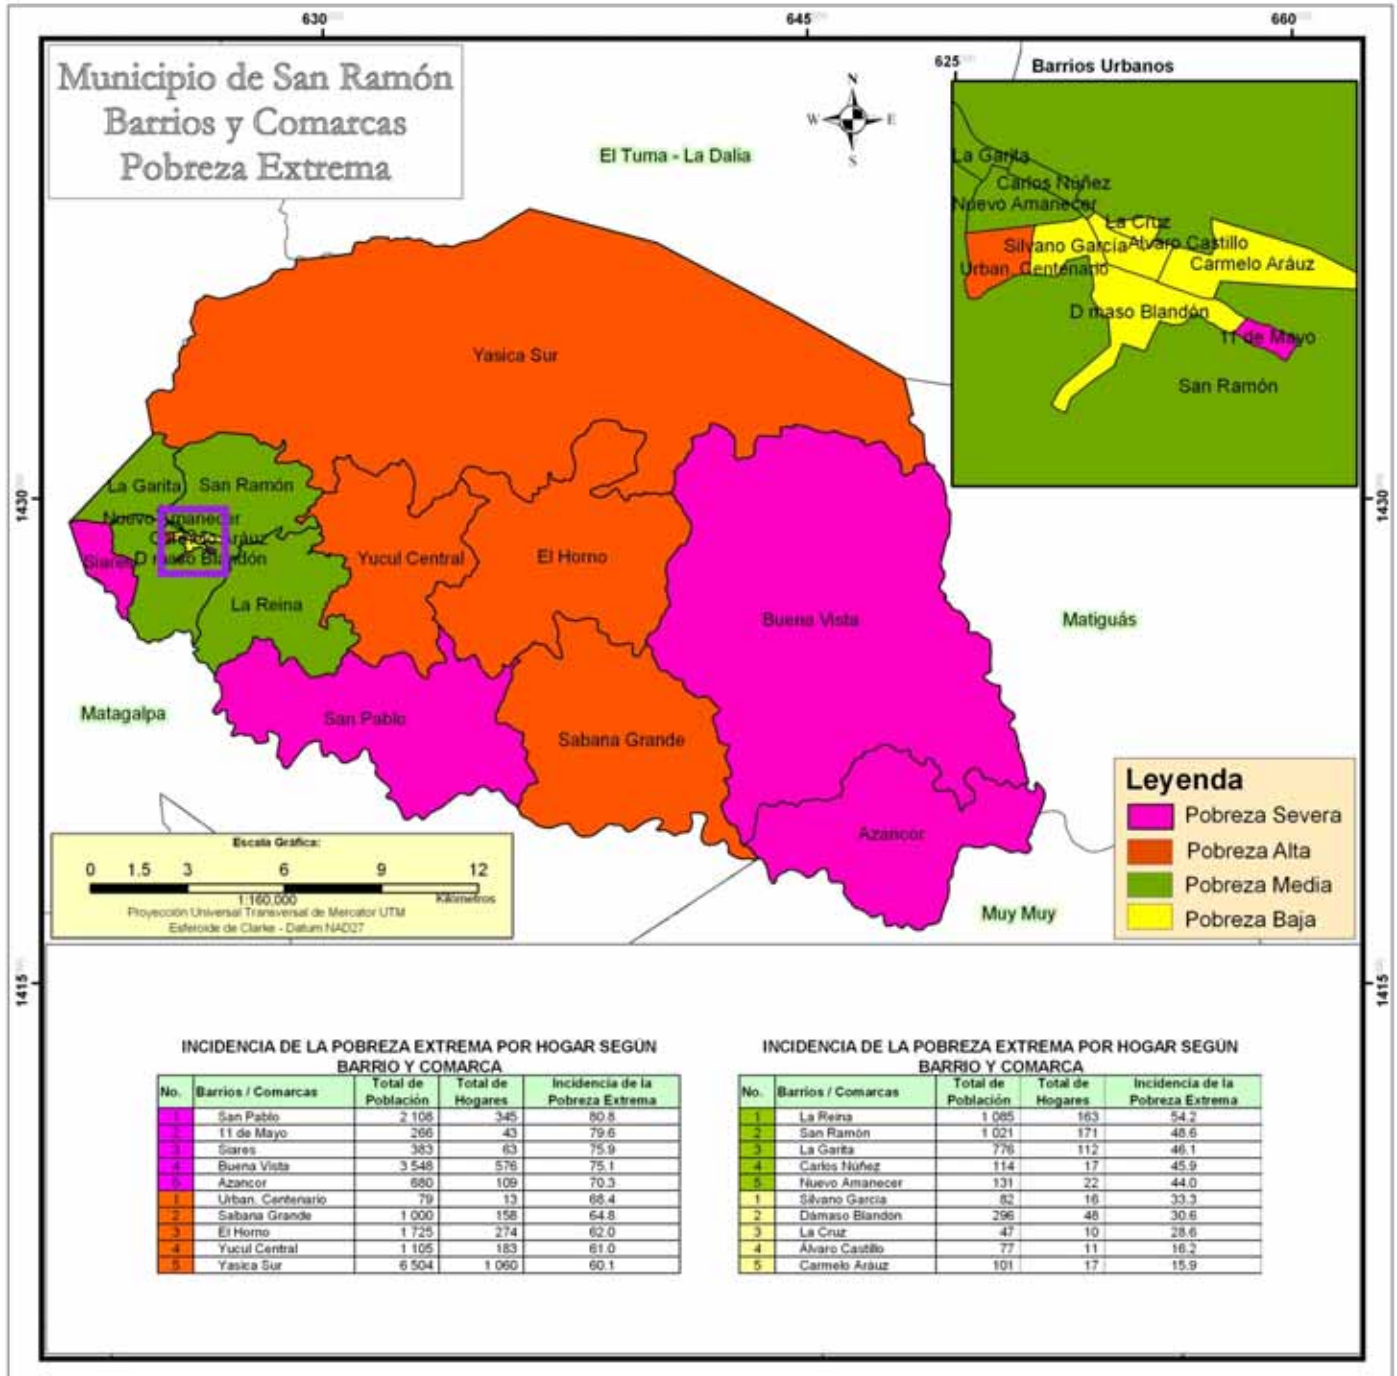 630
645
660
Municipio de San Ramón
Barrios y Comarcas
Pobreza Extrema
N
W
E
S
El Tuma - La Dalia
625
Barrios Urbanos
La Garita
Carlos Núñez
Nuevo Amanecer
La Cruz
Silvano García
Alvaro Castillo
Urban. Centenario
Carmelo Aráuz
D maso Blandón
11 de Mayo
San Ramón
Yasica Sur
1430
1430
La Garita
San Ramón
Nuevo Amanecer
Carmelo Aráuz
Siares
D maso Blandón
La Reina
Yucul Central
El Horno
Buena Vista
Matiguás
Matagalpa
San Pablo
Sabana Grande
Azancor
Muy Muy
Leyenda
Pobreza Severa
Pobreza Alta
Pobreza Media
Pobreza Baja
Escala Gráfica:
0 1.5 3 6 9 12
1:160,000 Kilómetros
Proyección Universal Transversal de Mercator UTM
Esferoide de Clarke - Datum NAD27
1415
1415
INCIDENCIA DE LA POBREZA EXTREMA POR HOGAR SEGÚN
BARRIO Y COMARCA
No. Barrios / Comarcas Total de Población Total de Hogares Incidencia de la Pobreza Extrema
1 San Pablo 2 108 345 80.8
2 11 de Mayo 266 43 79.6
3 Siares 383 63 75.9
4 Buena Vista 3 548 576 75.1
5 Azancor 680 109 70.3
1 Urban. Centenario 79 13 68.4
2 Sabana Grande 1 000 158 64.8
3 El Horno 1 725 274 62.0
4 Yucul Central 1 105 183 61.0
5 Yasica Sur 6 504 1 060 60.1
INCIDENCIA DE LA POBREZA EXTREMA POR HOGAR SEGÚN
BARRIO Y COMARCA
No. Barrios / Comarcas Total de Población Total de Hogares Incidencia de la Pobreza Extrema
1 La Reina 1 085 163 54.2
2 San Ramón 1 021 171 48.6
3 La Garita 776 112 46.1
4 Carlos Núñez 114 17 45.9
5 Nuevo Amanecer 131 22 44.0
1 Silvano García 82 16 33.3
2 Dámaso Blandon 296 48 30.6
3 La Cruz 47 10 28.6
4 Álvaro Castillo 77 11 16.2
5 Carmelo Aráuz 101 17 15.9